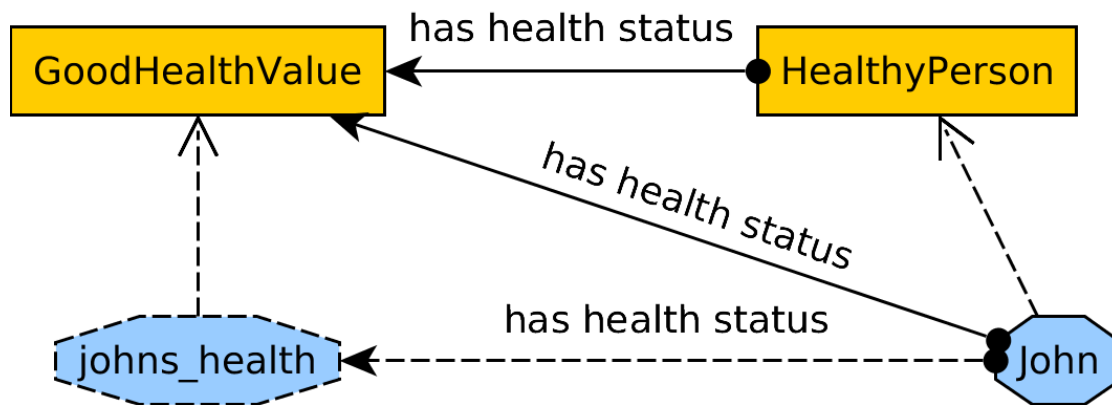 has health status
GoodHealthValue
HealthyPerson
has health status
has health status
johns_health
John